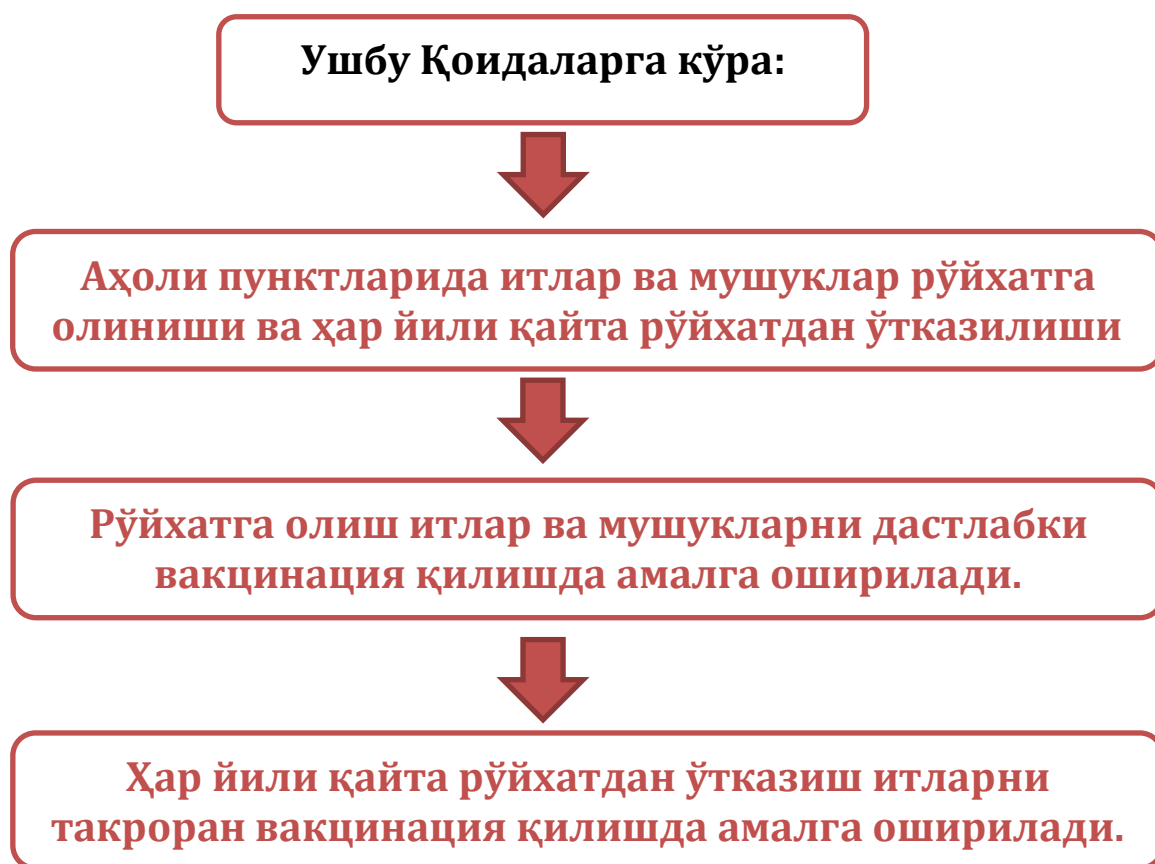 Ушбу Қоидаларга кўра:
Аҳоли пунктларида итлар ва мушуклар рўйхатга
олиниши ва ҳар йили қайта рўйхатдан ўтказилиши
Рўйхатга олиш итлар ва мушукларни дастлабки
вакцинация қилишда амалга оширилади.
Ҳар йили қайта рўйхатдан ўтказиш итларни
такроран вакцинация қилишда амалга оширилади.